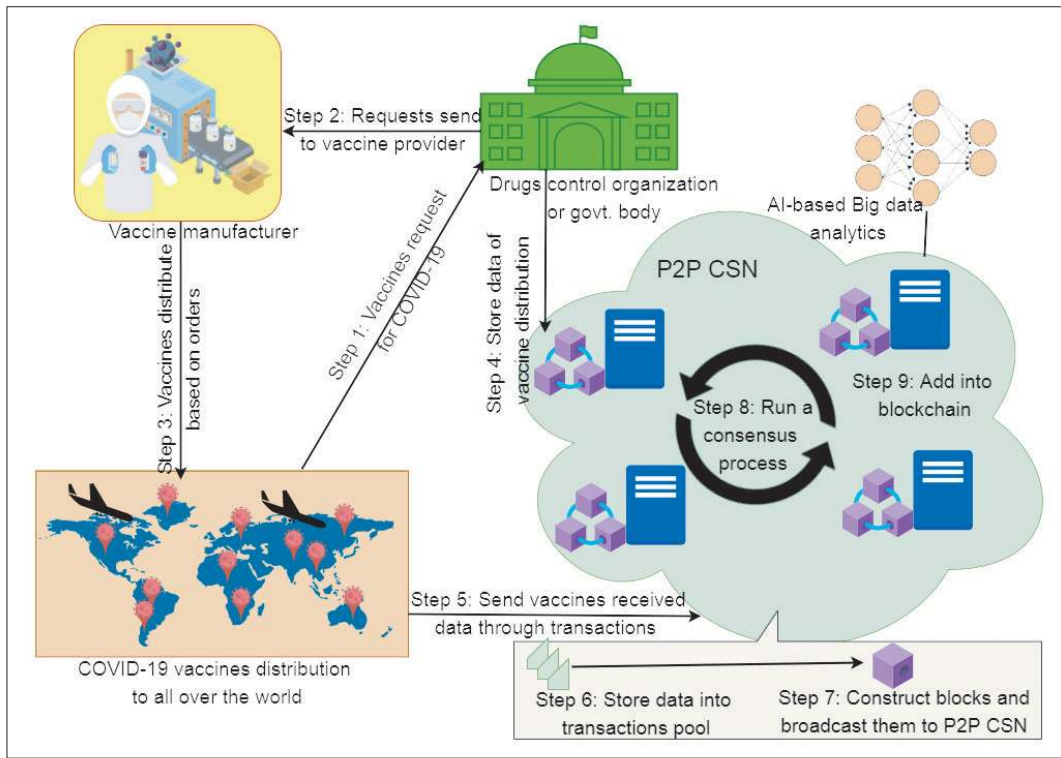 Step 2: Requests send
to vaccine provider
Vaccine manufacturer
Drugs control organization
or govt. body
AI-based Big data
analytics
Step 1: Vaccines request
for COVID-19
Step 3: Vaccines distribute
based on orders
Step 4: Store data of
vaccine distribution
P2P CSN
Step 8: Run a
consensus
process
Step 9: Add into
blockchain
Step 5: Send vaccines received
data through transactions
COVID-19 vaccines distribution
to all over the world
Step 6: Store data into
transactions pool
Step 7: Construct blocks and
broadcast them to P2P CSN